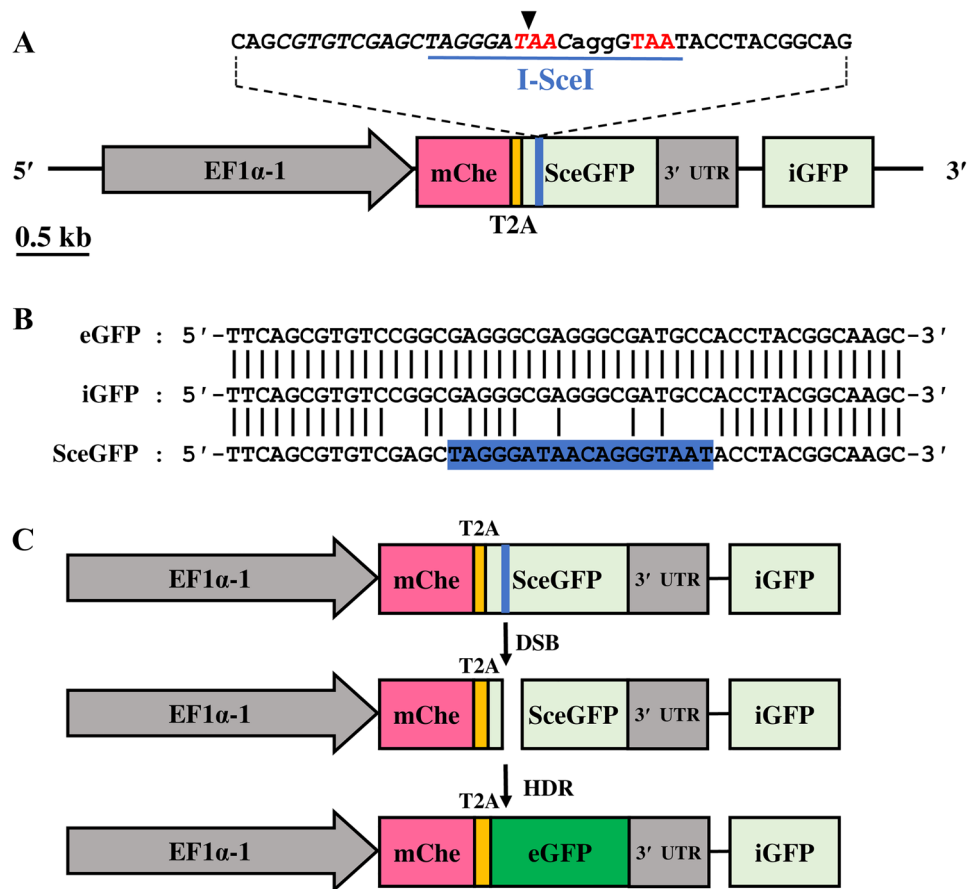 A
CAGCGTGTCGAGCTAGGGATAACaggGTAATACCTACGGCAG
I-SceI
5′ EF1α-1 mChe SceGFP 3′ UTR iGFP 3′
T2A
0.5 kb
B
eGFP : 5′-TTCAGCGTGTCCGGCGAGGGCGAGGGCGATGCCACCTACGGCAAGC-3′
iGFP : 5′-TTCAGCGTGTCCGGCGAGGGCGAGGGCGATGCCACCTACGGCAAGC-3′
SceGFP : 5′-TTCAGCGTGTCGAGCTAGGGATAACAGGGTAATACCTACGGCAAGC-3′
C
T2A
EF1α-1 mChe SceGFP 3′ UTR iGFP
DSB
T2A
EF1α-1 mChe SceGFP 3′ UTR iGFP
HDR
T2A
EF1α-1 mChe eGFP 3′ UTR iGFP